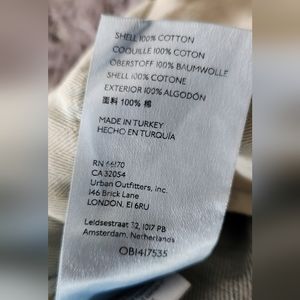 SHELL 100% COTTON
COQUILLE 100% COTON
OBERSTOFF 100% BAUMWOLLE
SHELL 100% COTONE
EXTERIOR 100% ALGODÓN
面料 100% 棉
MADE IN TURKEY
HECHO EN TURQUÍA
RN 66170
CA 32054
Urban Outfitters, Inc.
146 Brick Lane
LONDON, E1 6RU
Leidsestraat 12, 1017 PB
Amsterdam, Netherlands
OB1417535